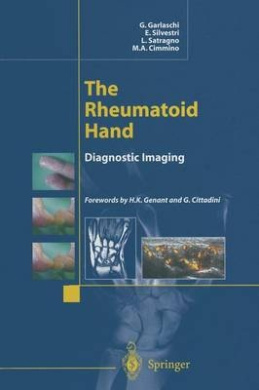 G. Garlaschi
E. Silvestri
L. Satragno
M.A. Cimmino
The
Rheumatoid
Hand
Diagnostic Imaging
Forewords by H.K. Genant and G. Cittadini
Springer